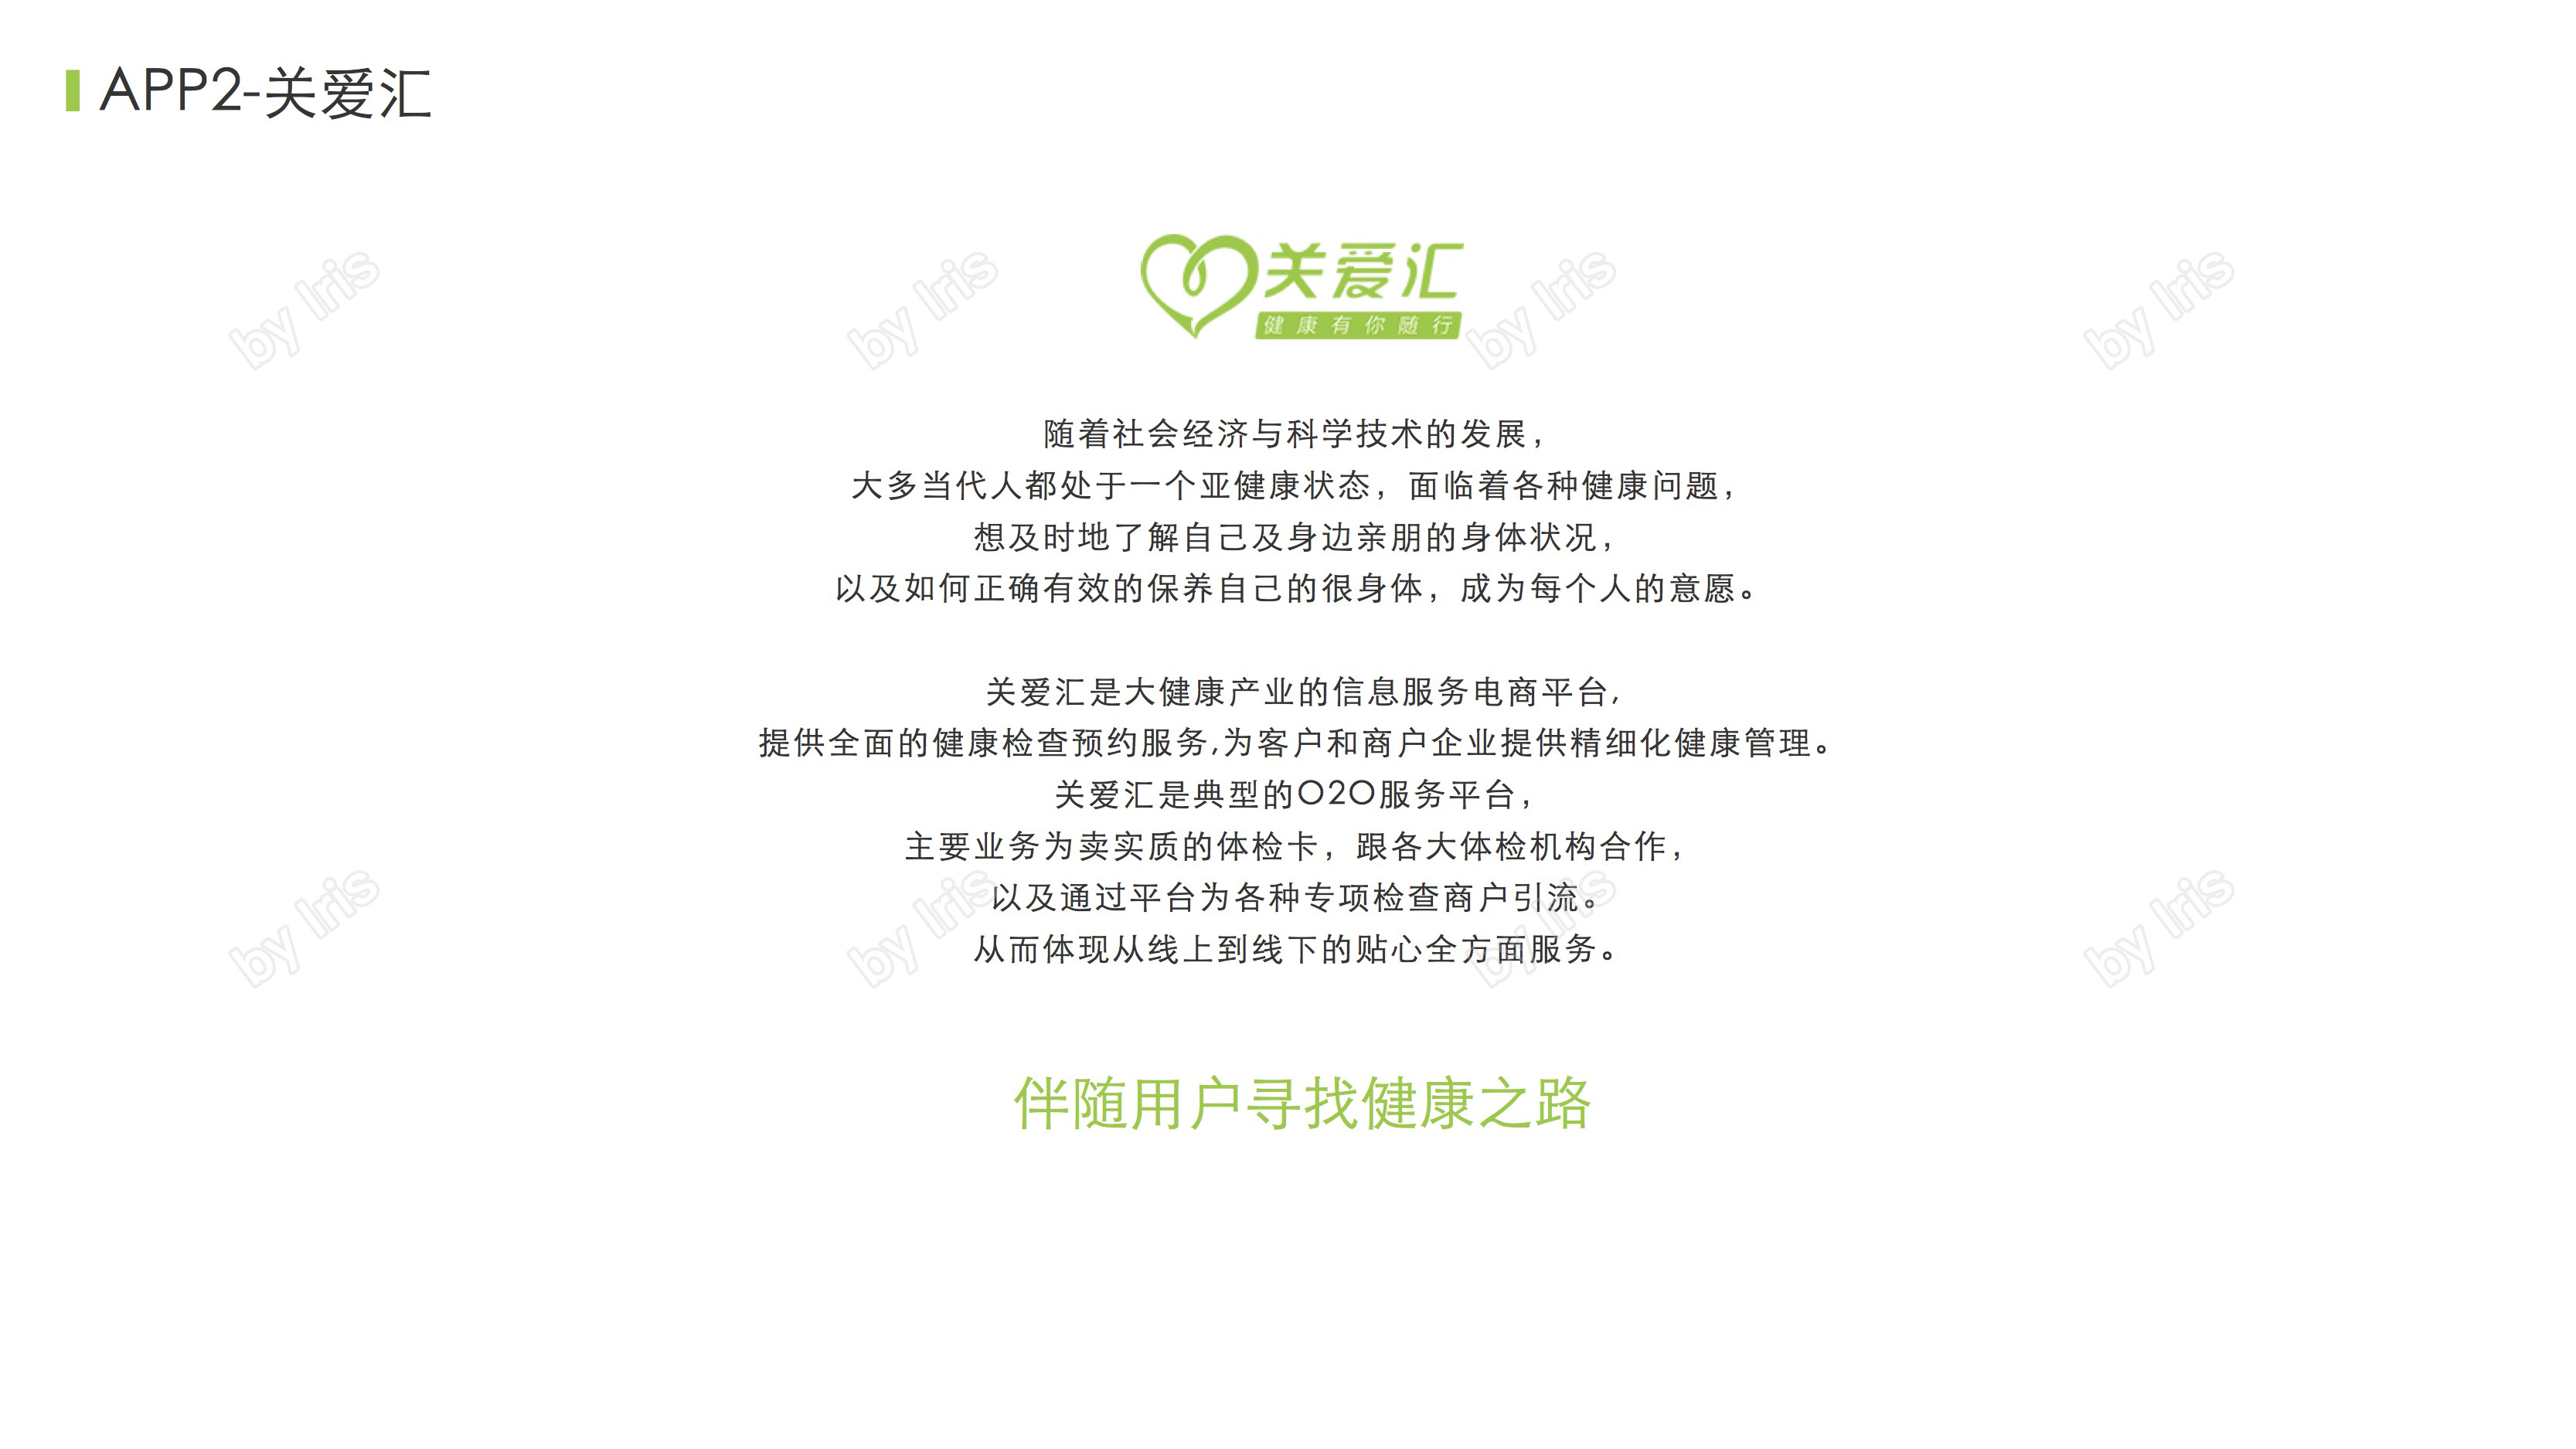 APP2-关爱汇
关爱汇
健康有你随行
by Iris
by Iris
by Iris
by Iris
随着社会经济与科学技术的发展，
大多当代人都处于一个亚健康状态，面临着各种健康问题，
想及时地了解自己及身边亲朋的身体状况，
以及如何正确有效的保养自己的很身体，成为每个人的意愿。
关爱汇是大健康产业的信息服务电商平台，
提供全面的健康检查预约服务,为客户和商户企业提供精细化健康管理。
关爱汇是典型的O2O服务平台，
主要业务为卖实质的体检卡，跟各大体检机构合作，
以及通过平台为各种专项检查商户引流。
从而体现从线上到线下的贴心全方面服务。
by Iris
by Iris
by Iris
by Iris
伴随用户寻找健康之路